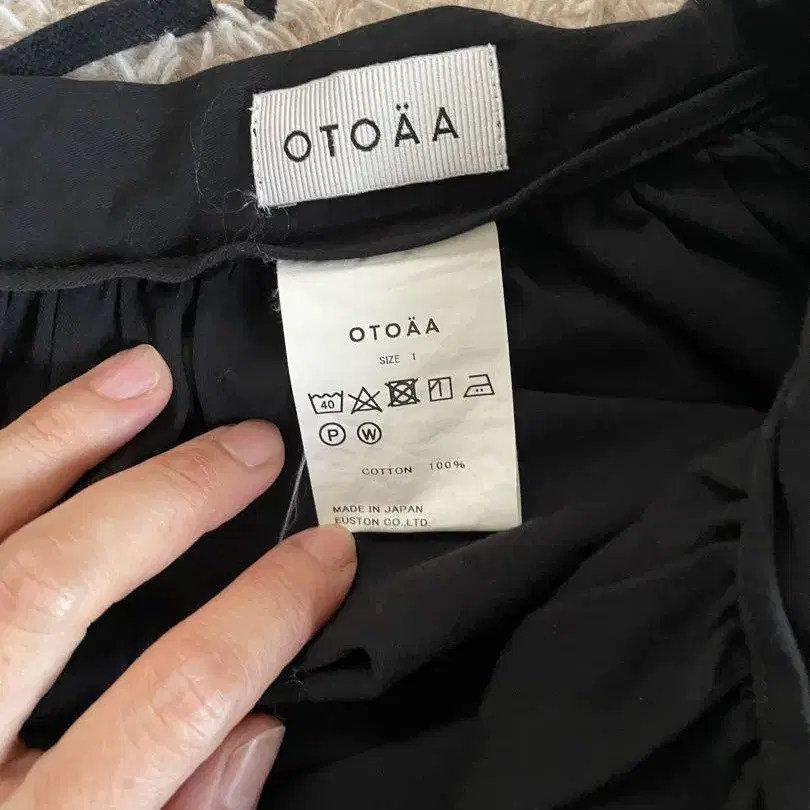 OTOÄA
OTOÄA
SIZE 1
40
P W
COTTON 100%
MADE IN JAPAN
EUSTON CO.,LTD